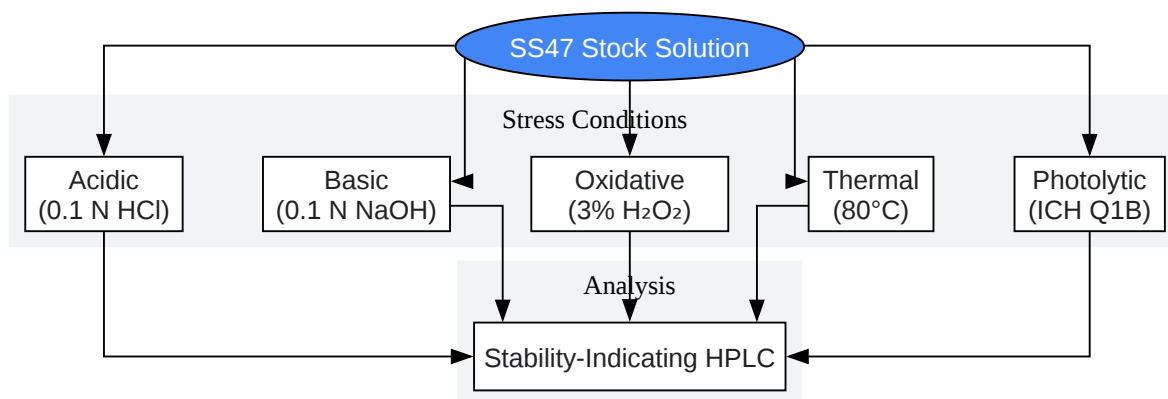 SS47 Stock Solution
Stress Conditions
Acidic
(0.1 N HCl)
Basic
(0.1 N NaOH)
Oxidative
(3% H₂O₂)
Thermal
(80°C)
Photolytic
(ICH Q1B)
Analysis
Stability-Indicating HPLC